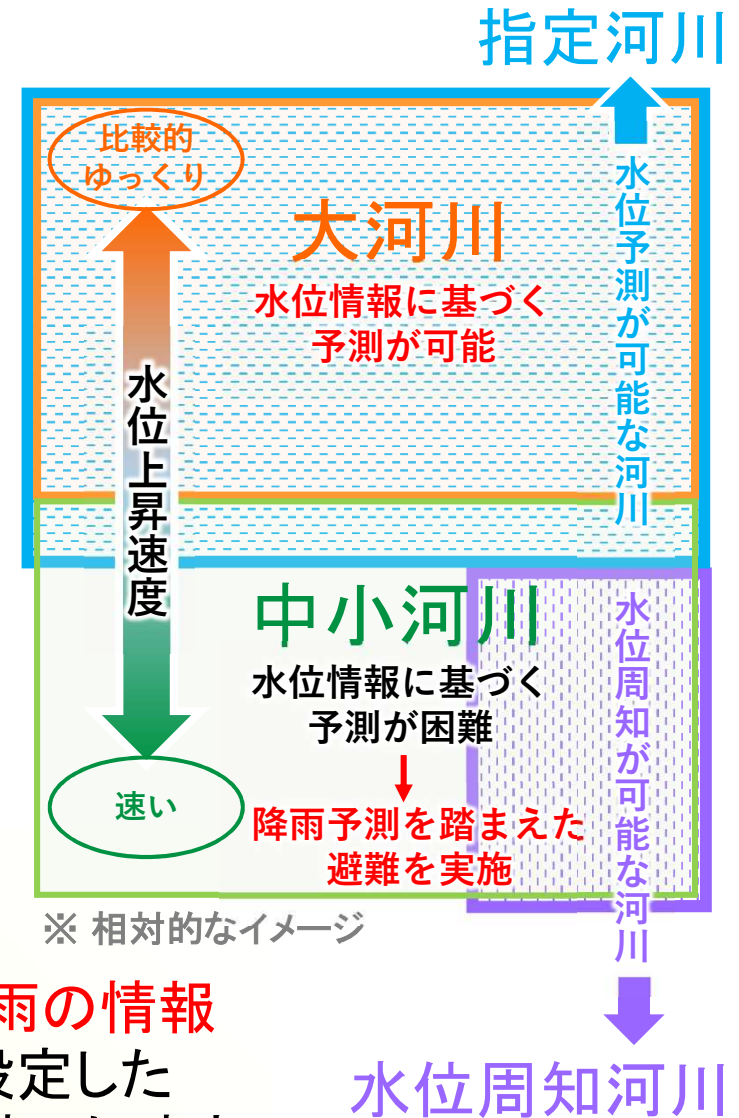 指定河川
比較的
ゆっくり
大河川
水位情報に基づく
予測が可能
水位予測が可能な河川
水位上昇速度
中小河川
水位情報に基づく
予測が困難
降雨予測を踏まえた
避難を実施
速い
水位周知が可能な河川
※ 相対的なイメージ
雨の情報
設定した
水位周知河川